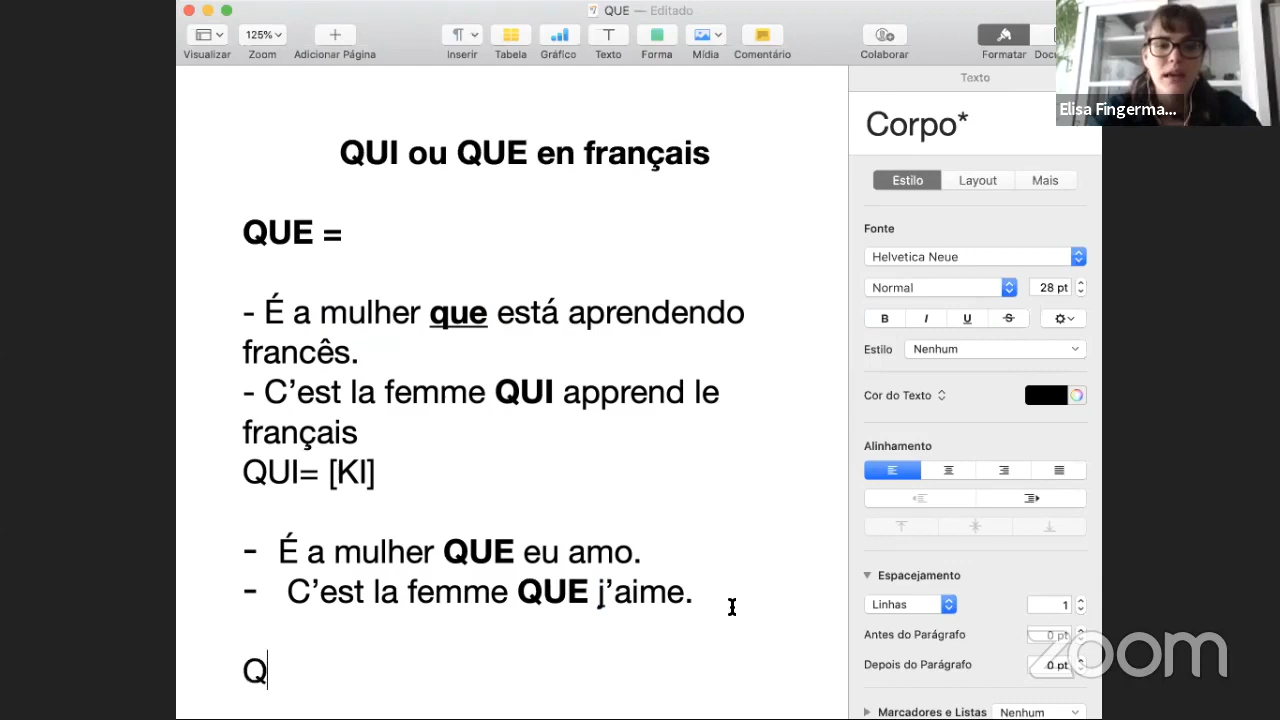 QUE — Editado
125%
Visualizar
Zoom
Adicionar Página
Inserir
Tabela
Gráfico
Texto
Forma
Mídia
Comentário
Colaborar
Formatar
Texto
Elisa Fingerma...
Corpo*
Estilo
Layout
Mais
Fonte
Helvetica Neue
Normal
28 pt
B I U S
Estilo
Nenhum
Cor do Texto
Alinhamento
Espacejamento
Linhas
1
Antes do Parágrafo
0 pt
Depois do Parágrafo
0 pt
Marcadores e Listas
Nenhum
zoom
QUI ou QUE en français
QUE =
- É a mulher que está aprendendo
francês.
- C’est la femme QUI apprend le
français
QUI= [KI]
- É a mulher QUE eu amo.
- C’est la femme QUE j’aime.
Q